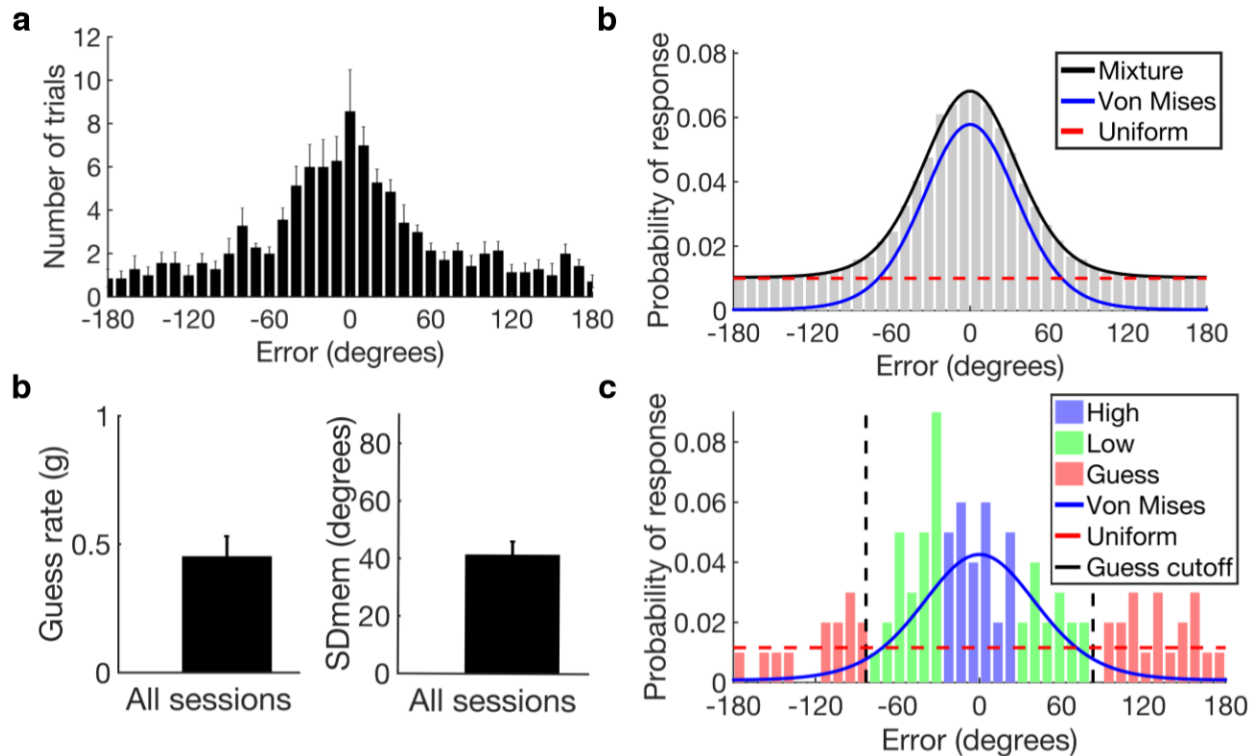 a
12
10
8
6
4
2
0
Number of trials
-180 -120 -60 0 60 120 180
Error (degrees)
b
0.08
0.06
0.04
0.02
0
Probability of response
Mixture
Von Mises
Uniform
-180 -120 -60 0 60 120 180
Error (degrees)
b
1
0.5
0
Guess rate (g)
All sessions
80
60
40
20
0
SDmem (degrees)
All sessions
c
0.08
0.06
0.04
0.02
0
Probability of response
High
Low
Guess
Von Mises
Uniform
Guess cutoff
-180 -120 -60 0 60 120 180
Error (degrees)